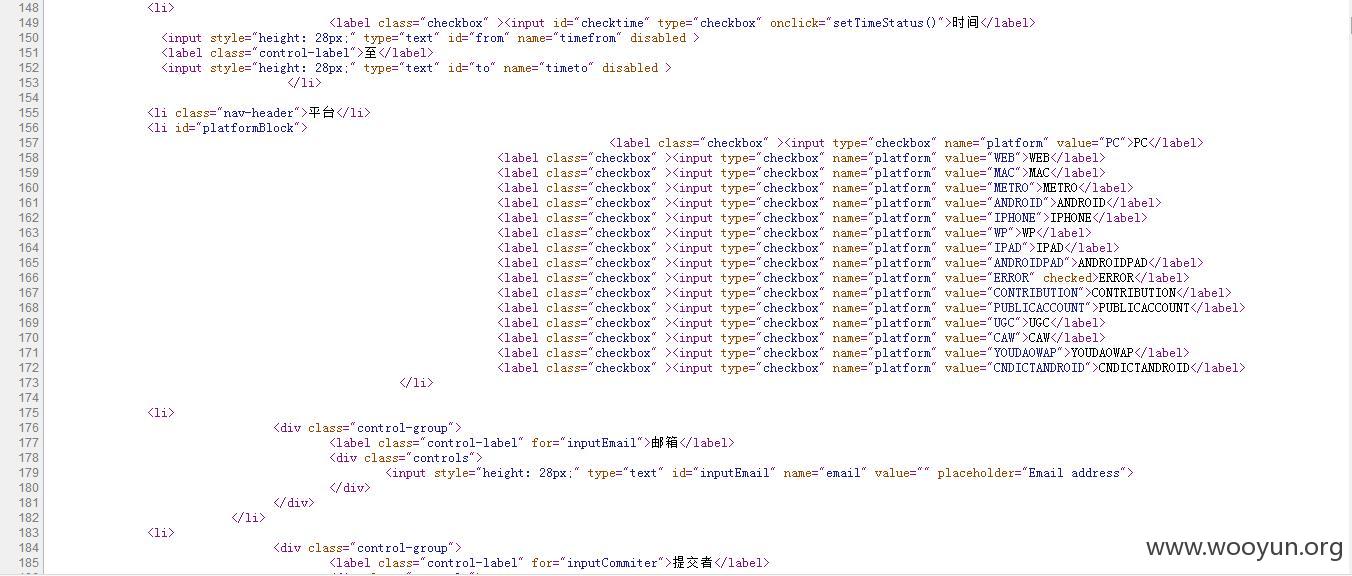 148 <li>
149 <label class="checkbox" ><input id="checktime" type="checkbox" onclick="setTimeStatus()">时间</label>
150 <input style="height: 28px;" type="text" id="from" name="timefrom" disabled >
151 <label class="control-label">至</label>
152 <input style="height: 28px;" type="text" id="to" name="timeto" disabled >
153 </li>
154
155 <li class="nav-header">平台</li>
156 <li id="platformBlock">
157 <label class="checkbox" ><input type="checkbox" name="platform" value="PC">PC</label>
158 <label class="checkbox" ><input type="checkbox" name="platform" value="WEB">WEB</label>
159 <label class="checkbox" ><input type="checkbox" name="platform" value="MAC">MAC</label>
160 <label class="checkbox" ><input type="checkbox" name="platform" value="METRO">METRO</label>
161 <label class="checkbox" ><input type="checkbox" name="platform" value="ANDROID">ANDROID</label>
162 <label class="checkbox" ><input type="checkbox" name="platform" value="IPHONE">IPHONE</label>
163 <label class="checkbox" ><input type="checkbox" name="platform" value="WP">WP</label>
164 <label class="checkbox" ><input type="checkbox" name="platform" value="IPAD">IPAD</label>
165 <label class="checkbox" ><input type="checkbox" name="platform" value="ANDROIDPAD">ANDROIDPAD</label>
166 <label class="checkbox" ><input type="checkbox" name="platform" value="ERROR" checked>ERROR</label>
167 <label class="checkbox" ><input type="checkbox" name="platform" value="CONTRIBUTION">CONTRIBUTION</label>
168 <label class="checkbox" ><input type="checkbox" name="platform" value="PUBLICACCOUNT">PUBLICACCOUNT</label>
169 <label class="checkbox" ><input type="checkbox" name="platform" value="UGC">UGC</label>
170 <label class="checkbox" ><input type="checkbox" name="platform" value="CAW">CAW</label>
171 <label class="checkbox" ><input type="checkbox" name="platform" value="YOUDAOWAP">YOUDAOWAP</label>
172 <label class="checkbox" ><input type="checkbox" name="platform" value="CNDICTANDROID">CNDICTANDROID</label>
173 </li>
174
175 <li>
176 <div class="control-group">
177 <label class="control-label" for="inputEmail">邮箱</label>
178 <div class="controls">
179 <input style="height: 28px;" type="text" id="inputEmail" name="email" value="" placeholder="Email address">
180 </div>
181 </div>
182 </li>
183 <li>
184 <div class="control-group">
185 <label class="control-label" for="inputCommiter">提交者</label>
www.wooyun.org